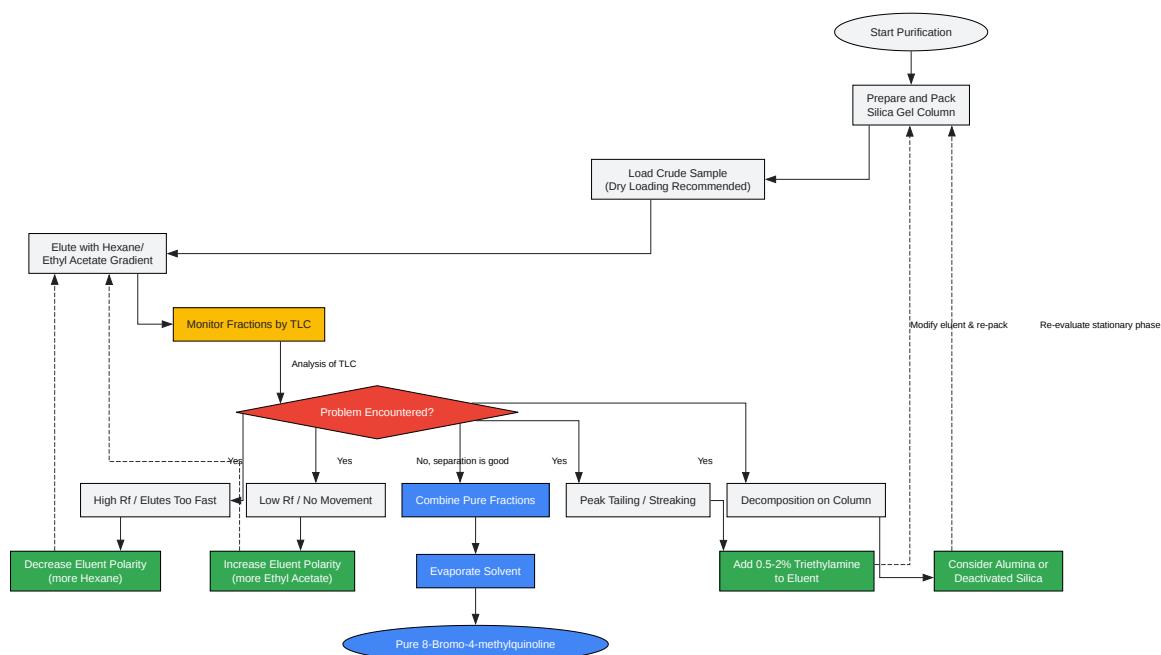 Start Purification
Prepare and Pack
Silica Gel Column
Load Crude Sample
(Dry Loading Recommended)
Elute with Hexane/
Ethyl Acetate Gradient
Monitor Fractions by TLC
Modify eluent & re-pack
Re-evaluate stationary phase
Analysis of TLC
Problem Encountered?
Yes
Yes
No, separation is good
Yes
Yes
High Rf / Elutes Too Fast
Low Rf / No Movement
Combine Pure Fractions
Peak Tailing / Streaking
Decomposition on Column
Decrease Eluent Polarity
(more Hexane)
Increase Eluent Polarity
(more Ethyl Acetate)
Evaporate Solvent
Add 0.5-2% Triethylamine
to Eluent
Consider Alumina or
Deactivated Silica
Pure 8-Bromo-4-methylquinoline